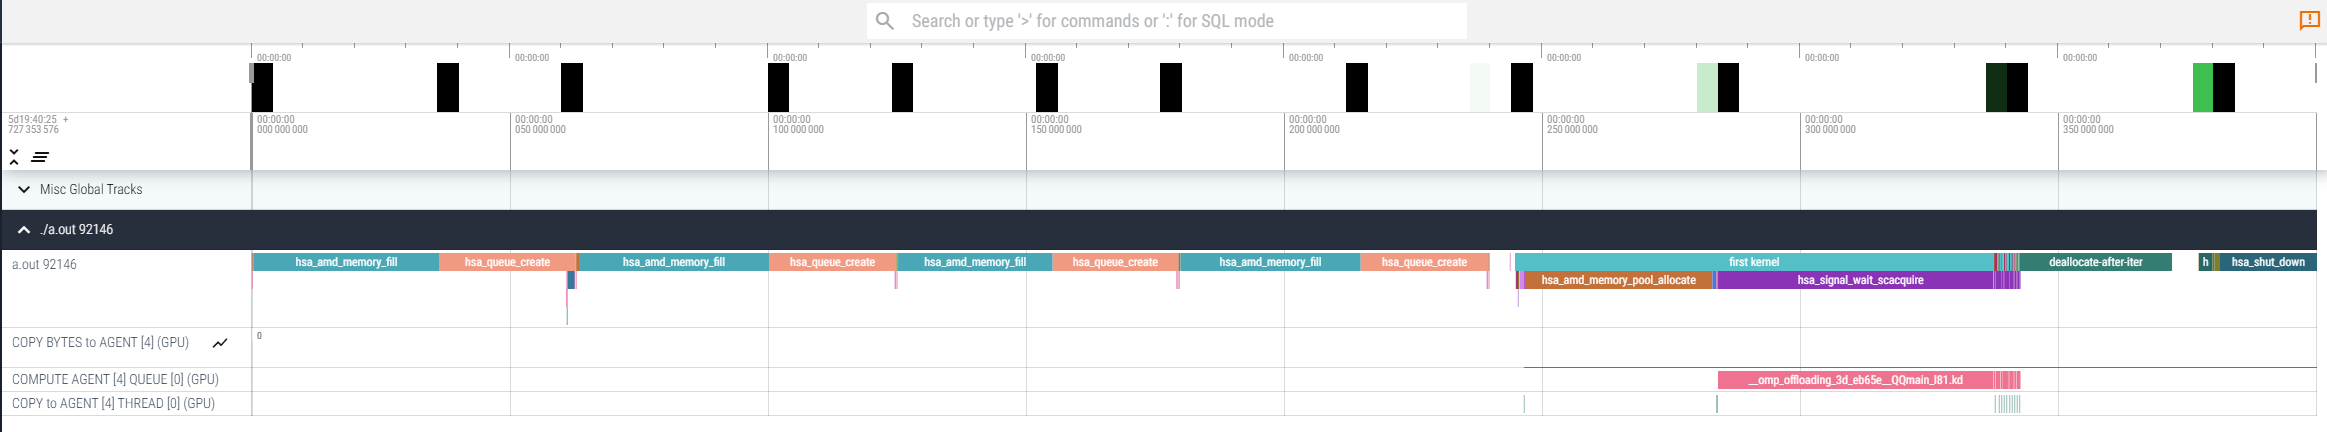 Search or type '>' for commands or ':' for SQL mode
00:00:00 00:00:00 00:00:00 00:00:00 00:00:00 00:00:00 00:00:00 00:00:00
5d19:40:25 + 00:00:00 00:00:00 00:00:00 00:00:00 00:00:00 00:00:00 00:00:00 00:00:00
727 353 576 000 000 000 050 000 000 100 000 000 150 000 000 200 000 000 250 000 000 300 000 000 350 000 000
Misc Global Tracks
./a.out 92146
a.out 92146 hsa_amd_memory_fill hsa_queue_create hsa_amd_memory_fill hsa_queue_create hsa_amd_memory_fill hsa_queue_create hsa_amd_memory_fill hsa_queue_create first kernel deallocate-after-iter h hsa_shut_down
hsa_amd_memory_pool_allocate hsa_signal_wait_scacquire
COPY BYTES to AGENT [4] (GPU) 0
COMPUTE AGENT [4] QUEUE [0] (GPU) __omp_offloading_3d_eb65e__QQmain_l81.kd
COPY to AGENT [4] THREAD [0] (GPU)